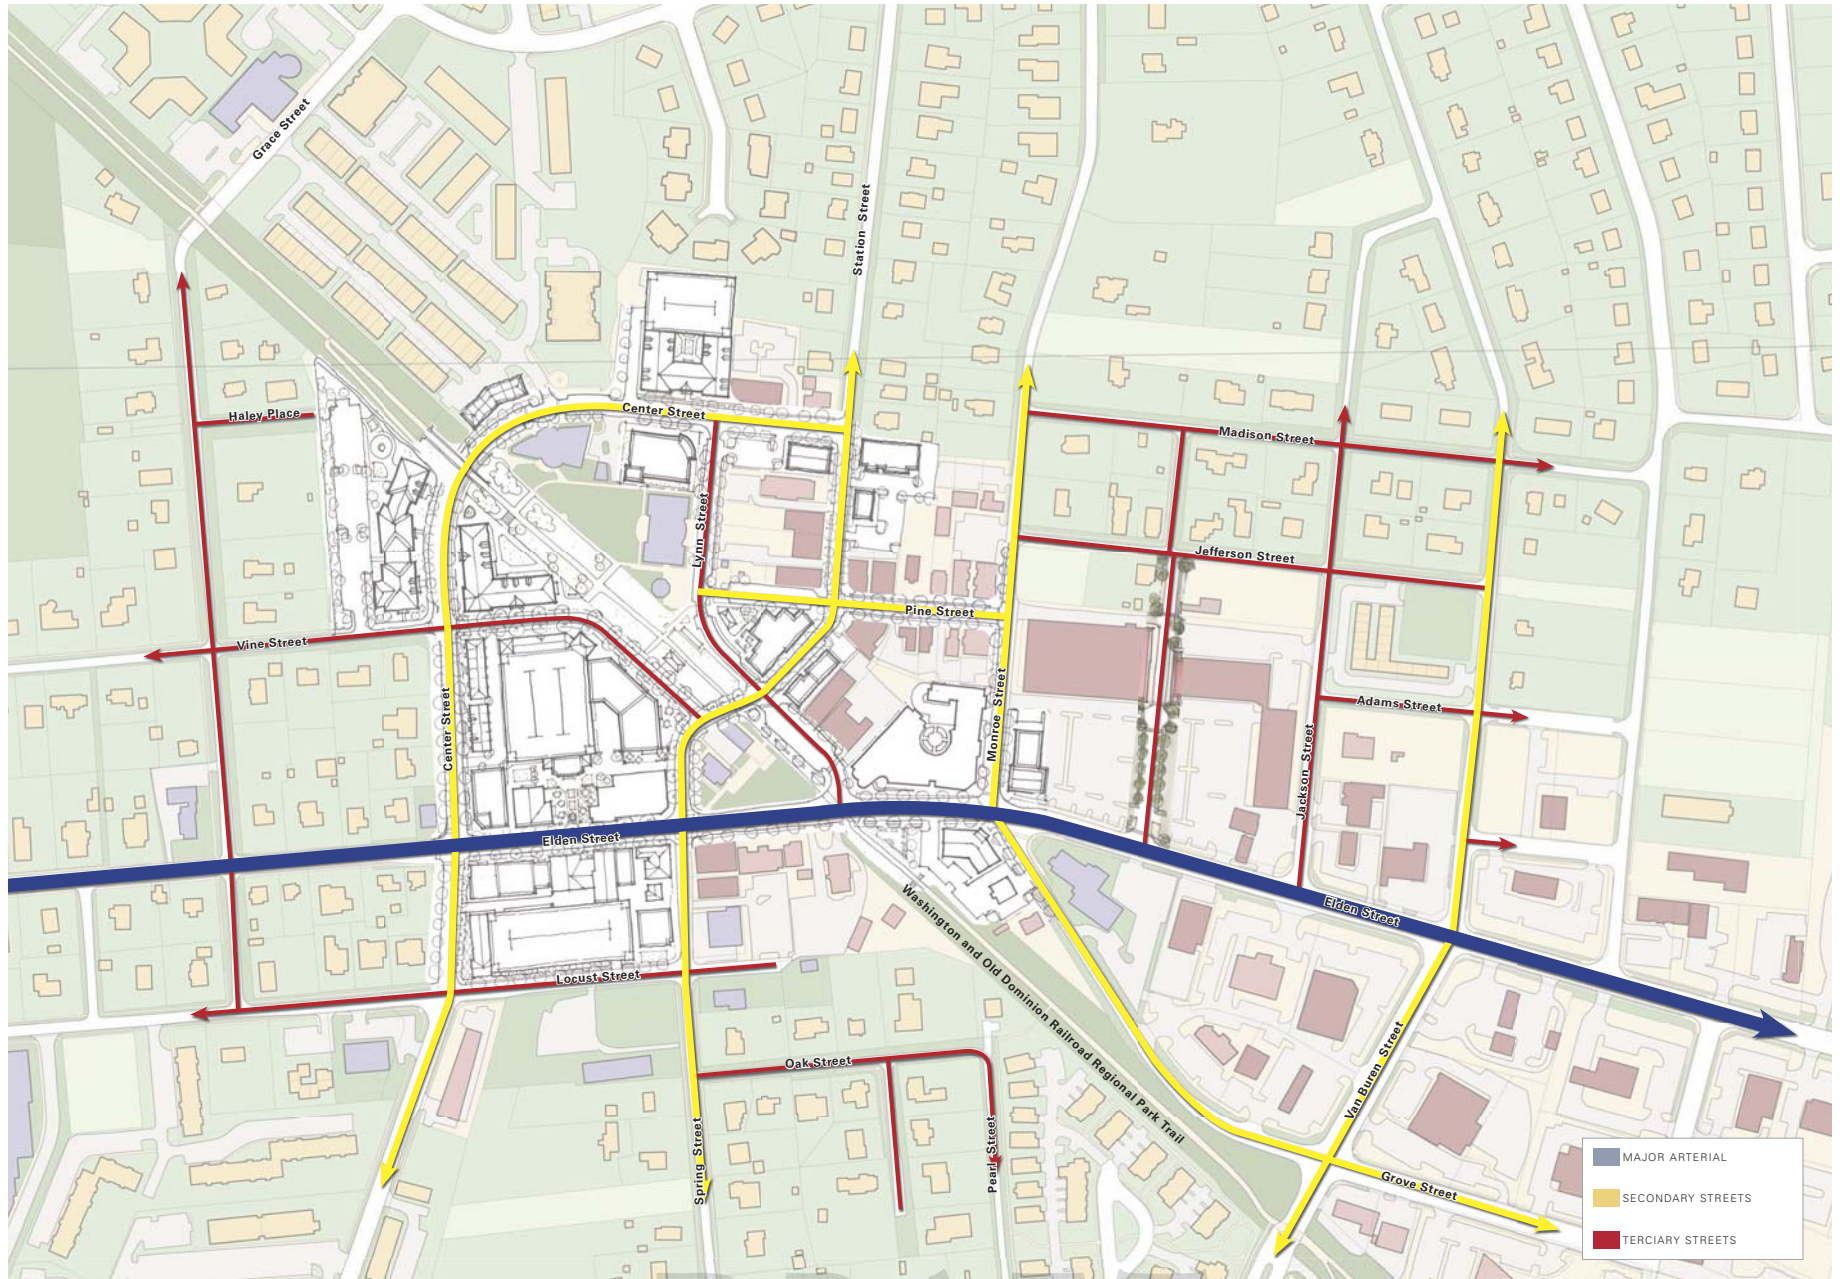 Grace Street
Station Street
Haley Place
Center Street
Madison Street
Lynn Street
Jefferson Street
Pine Street
Vine Street
Center Street
Monroe Street
Adams Street
Jackson Street
Elden Street
Elden Street
Washington and Old Dominion Railroad Regional Park Trail
Locust Street
Oak Street
Van Buren Street
Spring Street
Pearl Street
Grove Street
MAJOR ARTERIAL
SECONDARY STREETS
TERCIARY STREETS